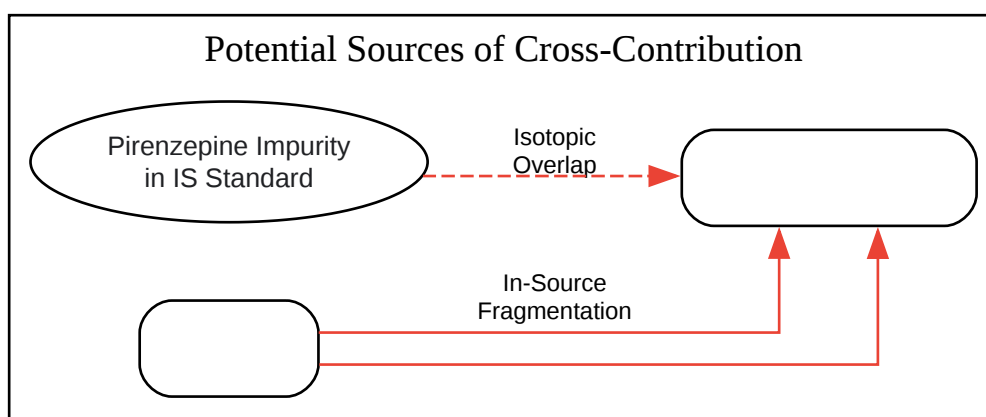 Potential Sources of Cross-Contribution
Pirenzepine Impurity
in IS Standard
Isotopic
Overlap
In-Source
Fragmentation